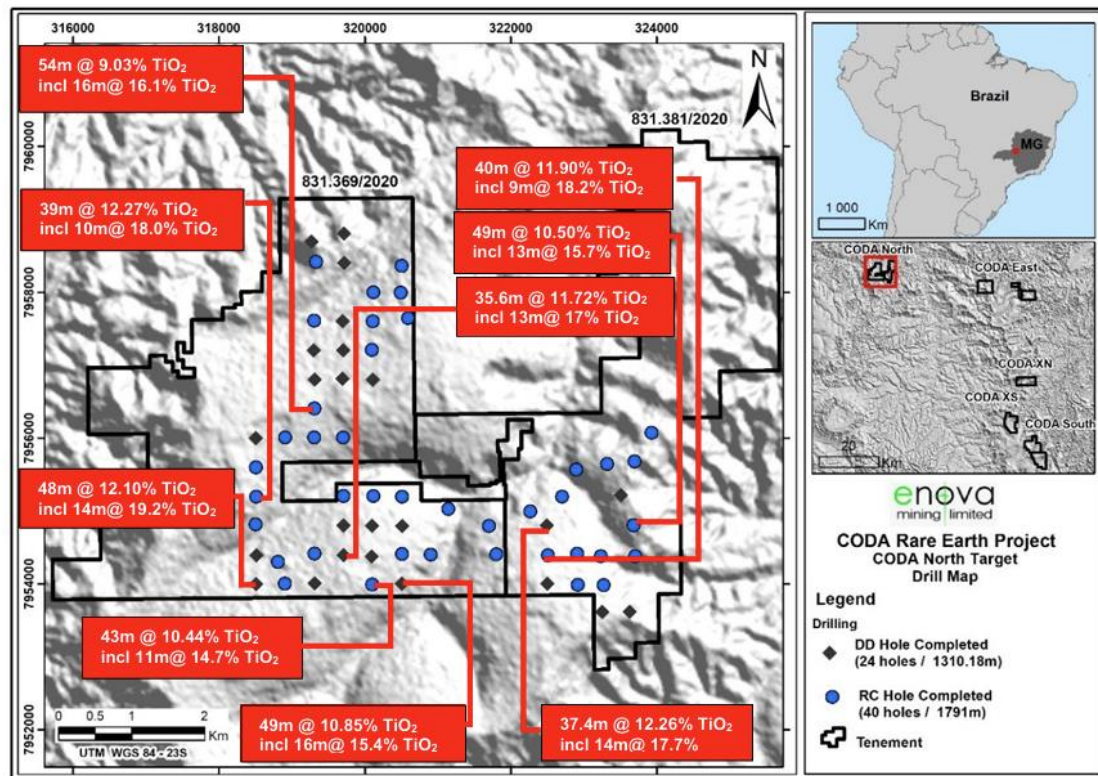 316000 318000 320000 322000 324000
7960000
7958000
7956000
7954000
7952000
54m @ 9.03% TiO₂
incl 16m@ 16.1% TiO₂
39m @ 12.27% TiO₂
incl 10m@ 18.0% TiO₂
48m @ 12.10% TiO₂
incl 14m@ 19.2% TiO₂
43m @ 10.44% TiO₂
incl 11m@ 14.7% TiO₂
49m @ 10.85% TiO₂
incl 16m@ 15.4% TiO₂
831.369/2020
831.381/2020
N
40m @ 11.90% TiO₂
incl 9m@ 18.2% TiO₂
49m @ 10.50% TiO₂
incl 13m@ 15.7% TiO₂
35.6m @ 11.72% TiO₂
incl 13m@ 17% TiO₂
37.4m @ 12.26% TiO₂
incl 14m@ 17.7%
0 0.5 1 2
Km
UTM WGS 84 - 23S
Brazil
MG
1 000
Km
CODA North
CODA East
CODA XN
CODA XS
CODA South
20
Km
enova
mining limited
CODA Rare Earth Project
CODA North Target
Drill Map
Legend
Drilling
DD Hole Completed
(24 holes / 1310.18m)
RC Hole Completed
(40 holes / 1791m)
Tenement